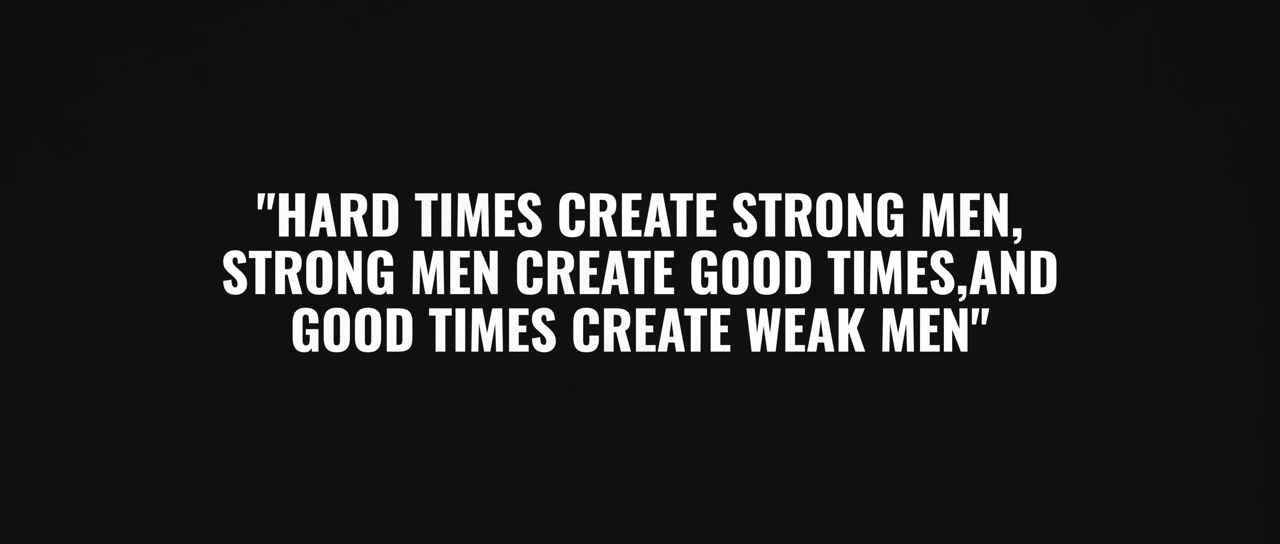 "HARD TIMES CREATE STRONG MEN,
STRONG MEN CREATE GOOD TIMES,AND
GOOD TIMES CREATE WEAK MEN"